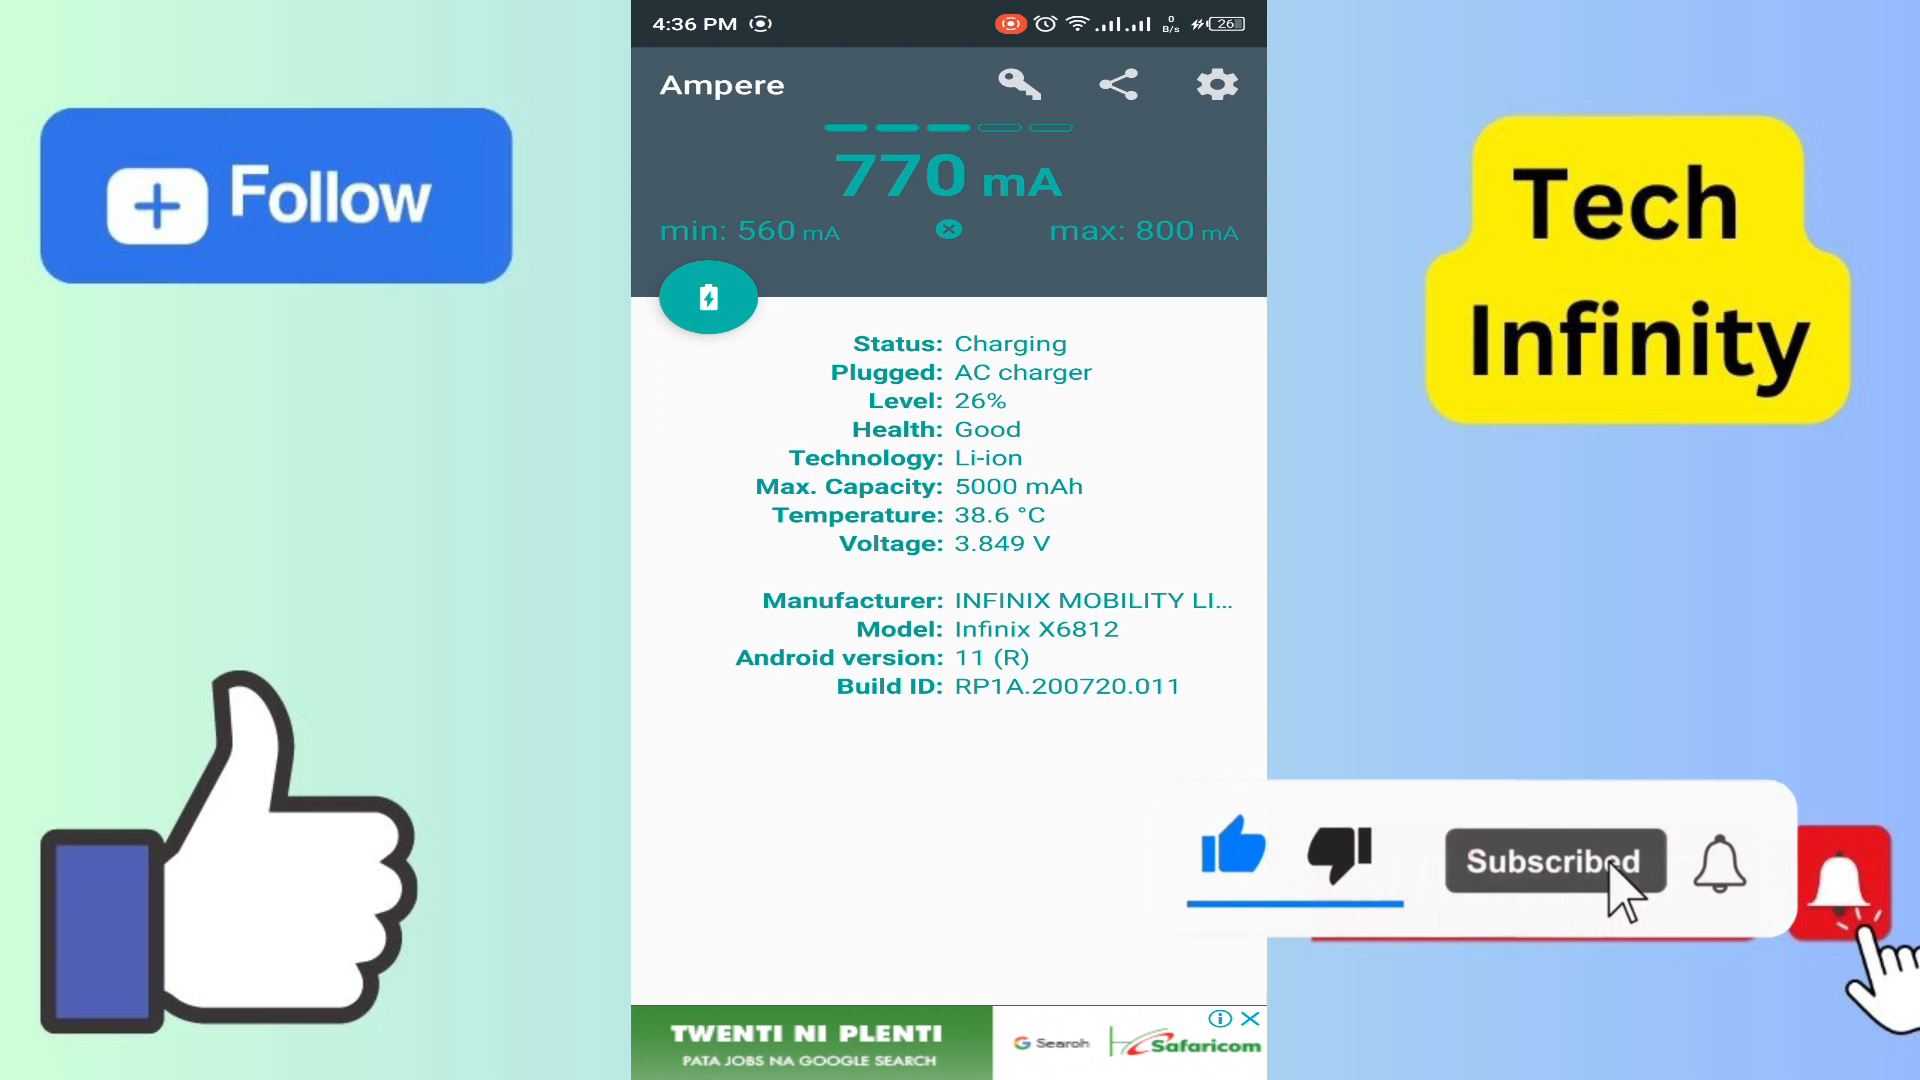 4:36 PM
0 B/s
26
Ampere
770 mA
min: 560 mA
max: 800 mA
Status: Charging
Plugged: AC charger
Level: 26%
Health: Good
Technology: Li-ion
Max. Capacity: 5000 mAh
Temperature: 38.6 °C
Voltage: 3.849 V
Manufacturer: INFINIX MOBILITY LI...
Model: Infinix X6812
Android version: 11 (R)
Build ID: RP1A.200720.011
TWENTI NI PLENTI
PATA JOBS NA GOOGLE SEARCH
G Search
Safaricom
Follow
Tech
Infinity
Subscribed